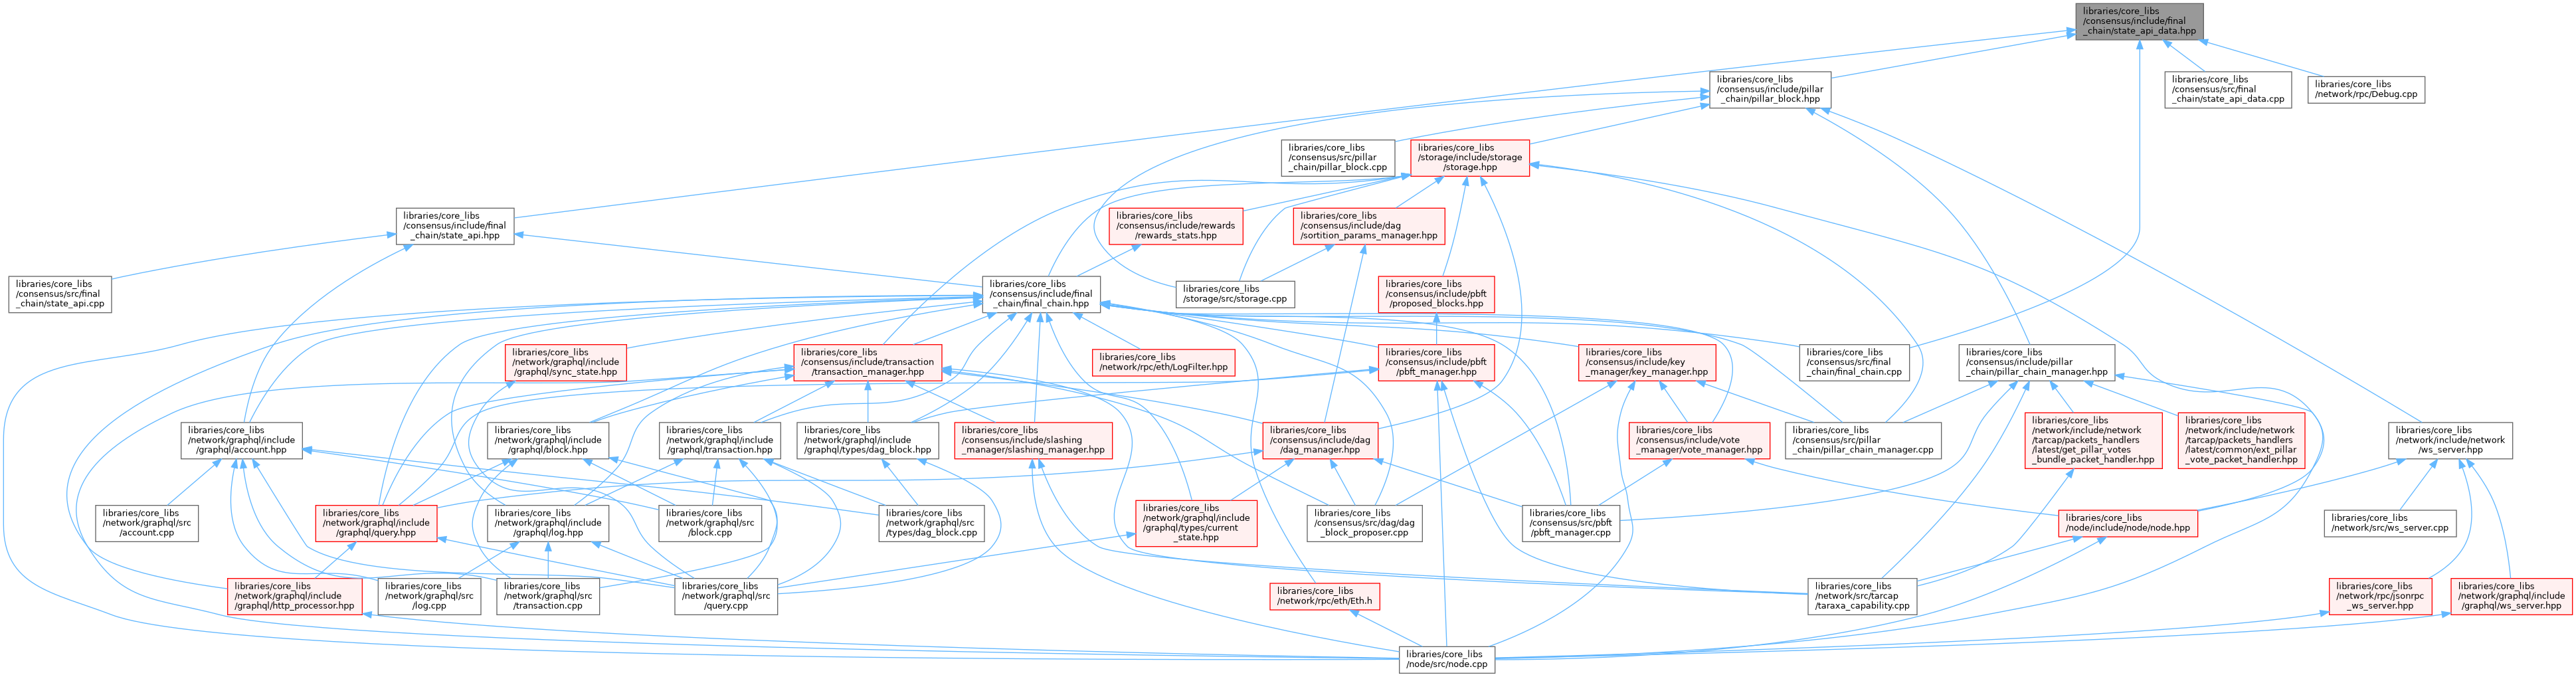 libraries/core_libs
/consensus/include/final
_chain/state_api_data.hpp
libraries/core_libs
/consensus/include/pillar
_chain/pillar_block.hpp
libraries/core_libs
/consensus/src/final
_chain/state_api_data.cpp
libraries/core_libs
/network/rpc/Debug.cpp
libraries/core_libs
/consensus/src/pillar
_chain/pillar_block.cpp
libraries/core_libs
/storage/include/storage
/storage.hpp
libraries/core_libs
/consensus/include/final
_chain/state_api.hpp
libraries/core_libs
/consensus/include/rewards
/rewards_stats.hpp
libraries/core_libs
/consensus/include/dag
/sortition_params_manager.hpp
libraries/core_libs
/consensus/src/final
_chain/state_api.cpp
libraries/core_libs
/consensus/include/final
_chain/final_chain.hpp
libraries/core_libs
/storage/src/storage.cpp
libraries/core_libs
/consensus/include/pbft
/proposed_blocks.hpp
libraries/core_libs
/network/graphql/include
/graphql/sync_state.hpp
libraries/core_libs
/consensus/include/transaction
/transaction_manager.hpp
libraries/core_libs
/network/rpc/eth/LogFilter.hpp
libraries/core_libs
/consensus/include/pbft
/pbft_manager.hpp
libraries/core_libs
/consensus/include/key
_manager/key_manager.hpp
libraries/core_libs
/consensus/src/final
_chain/final_chain.cpp
libraries/core_libs
/consensus/include/pillar
_chain/pillar_chain_manager.hpp
libraries/core_libs
/network/graphql/include
/graphql/account.hpp
libraries/core_libs
/network/graphql/include
/graphql/block.hpp
libraries/core_libs
/network/graphql/include
/graphql/transaction.hpp
libraries/core_libs
/network/graphql/include
/graphql/types/dag_block.hpp
libraries/core_libs
/consensus/include/slashing
_manager/slashing_manager.hpp
libraries/core_libs
/consensus/include/dag
/dag_manager.hpp
libraries/core_libs
/consensus/include/vote
_manager/vote_manager.hpp
libraries/core_libs
/consensus/src/pillar
_chain/pillar_chain_manager.cpp
libraries/core_libs
/network/include/network
/tarcap/packets_handlers
/latest/get_pillar_votes
_bundle_packet_handler.hpp
libraries/core_libs
/network/include/network
/tarcap/packets_handlers
/latest/common/ext_pillar
_vote_packet_handler.hpp
libraries/core_libs
/network/include/network
/ws_server.hpp
libraries/core_libs
/network/graphql/src
/account.cpp
libraries/core_libs
/network/graphql/include
/graphql/query.hpp
libraries/core_libs
/network/graphql/include
/graphql/log.hpp
libraries/core_libs
/network/graphql/src
/block.cpp
libraries/core_libs
/network/graphql/src
/types/dag_block.cpp
libraries/core_libs
/network/graphql/include
/graphql/types/current
_state.hpp
libraries/core_libs
/consensus/src/dag/dag
_block_proposer.cpp
libraries/core_libs
/consensus/src/pbft
/pbft_manager.cpp
libraries/core_libs
/node/include/node/node.hpp
libraries/core_libs
/network/src/ws_server.cpp
libraries/core_libs
/network/graphql/include
/graphql/http_processor.hpp
libraries/core_libs
/network/graphql/src
/log.cpp
libraries/core_libs
/network/graphql/src
/transaction.cpp
libraries/core_libs
/network/graphql/src
/query.cpp
libraries/core_libs
/network/rpc/eth/Eth.h
libraries/core_libs
/network/src/tarcap
/taraxa_capability.cpp
libraries/core_libs
/network/rpc/jsonrpc
_ws_server.hpp
libraries/core_libs
/network/graphql/include
/graphql/ws_server.hpp
libraries/core_libs
/node/src/node.cpp